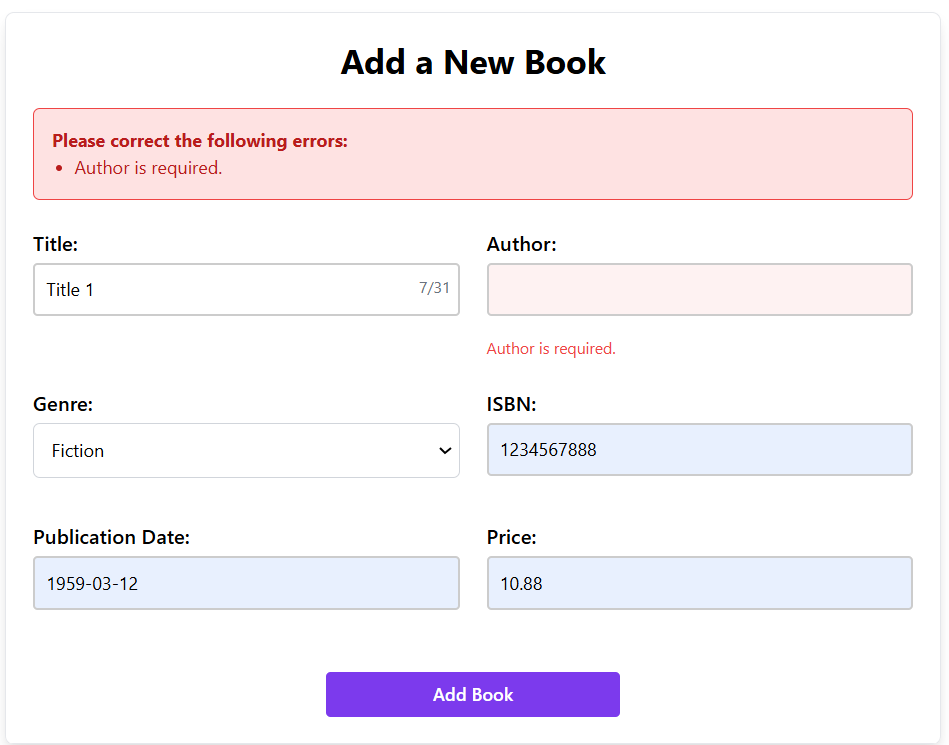 Add a New Book
Please correct the following errors:
• Author is required.
Title:
Author:
Title 1
7/31
Author is required.
Genre:
ISBN:
Fiction
1234567888
Publication Date:
Price:
1959-03-12
10.88
Add Book